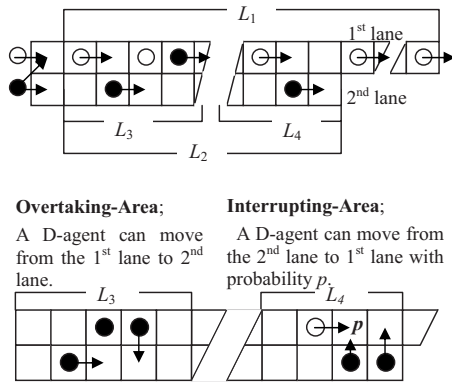 L₁
1ˢᵗ lane
2ⁿᵈ lane
L₃
L₄
L₂
Overtaking-Area;
A D-agent can move
from the 1ˢᵗ lane to 2ⁿᵈ
lane.
Interrupting-Area;
A D-agent can move from
the 2ⁿᵈ lane to 1ˢᵗ lane with
probability p.
L₃
L₄
p